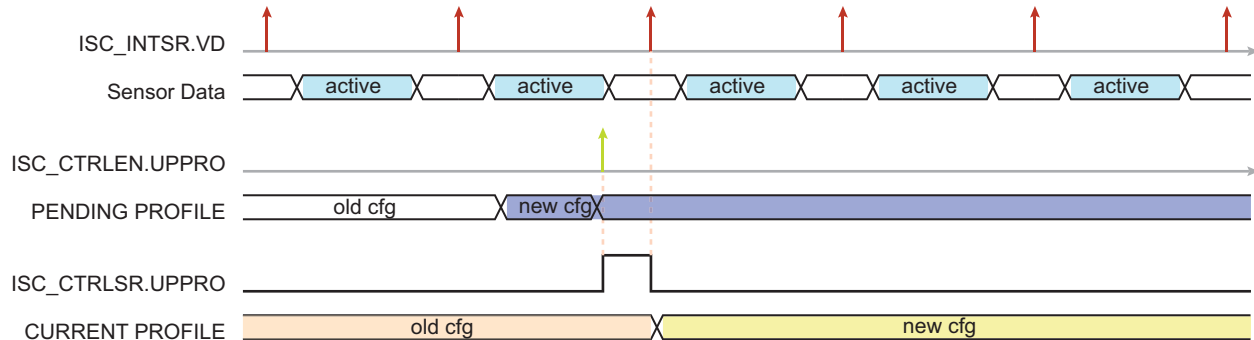 ISC_INTSR.VD
Sensor Data active active active active active
ISC_CTRLEN.UPPRO
PENDING PROFILE old cfg new cfg
ISC_CTRLSR.UPPRO
CURRENT PROFILE old cfg new cfg